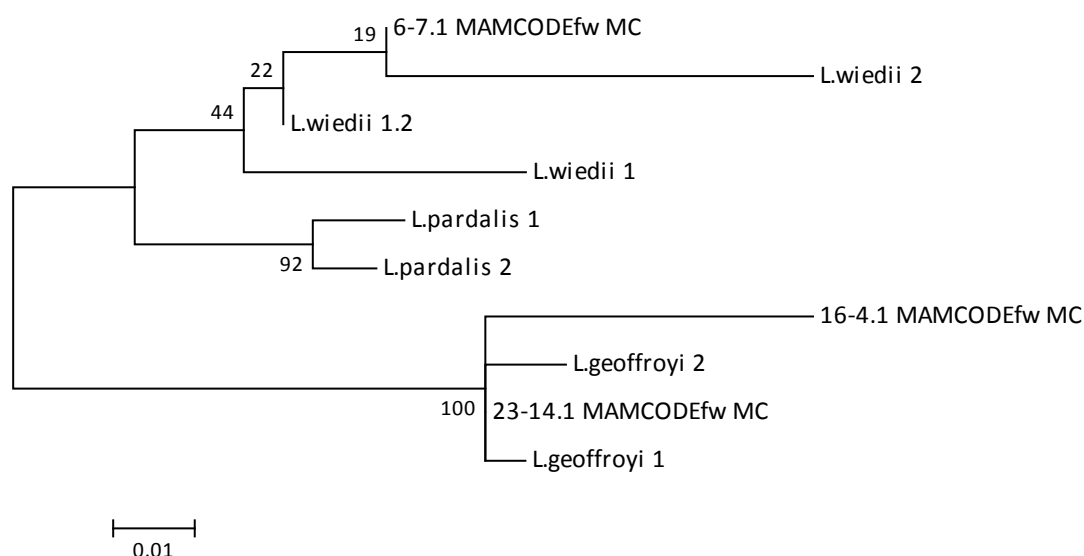 6-7.1 MAMCODEfw MC
19
L.wiedii 2
22
L.wiedii 1.2
44
L.wiedii 1
L.pardalis 1
L.pardalis 2
92
16-4.1 MAMCODEfw MC
L.geoffroyi 2
23-14.1 MAMCODEfw MC
100
L.geoffroyi 1
0.01